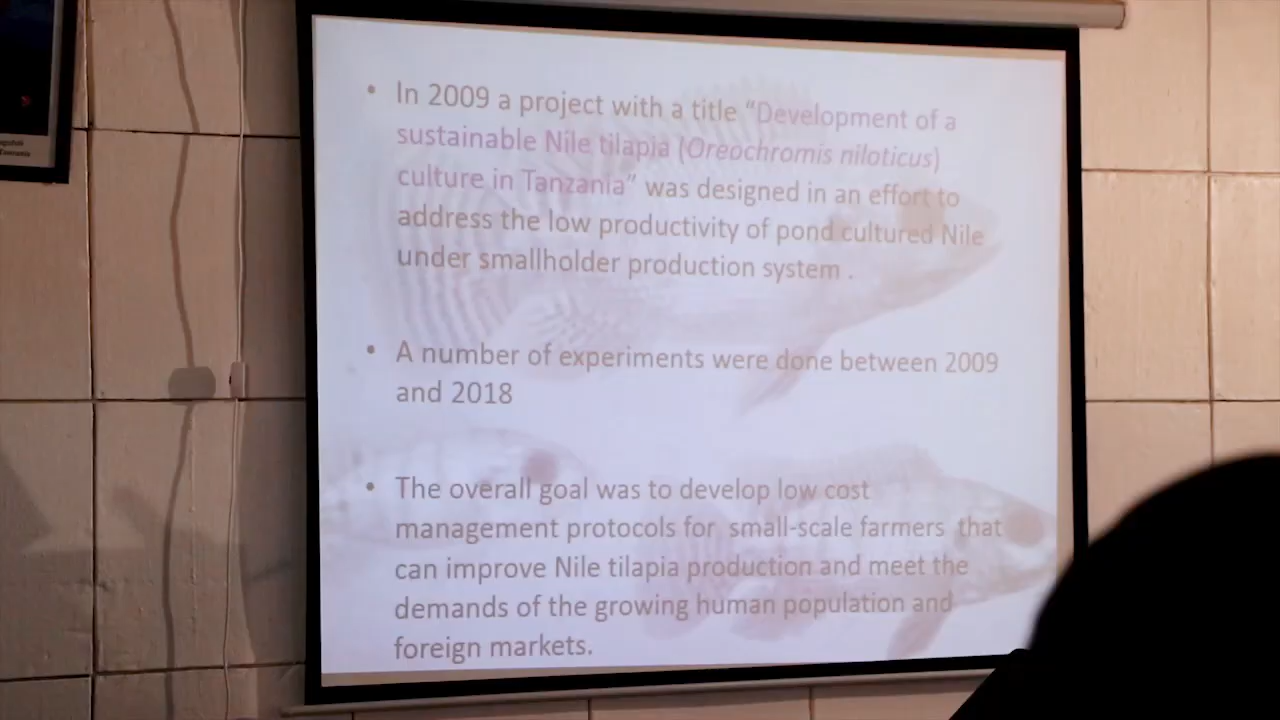 • In 2009 a project with a title “Development of a
sustainable Nile tilapia (Oreochromis niloticus)
culture in Tanzania” was designed in an effort to
address the low productivity of pond cultured Nile
under smallholder production system .
• A number of experiments were done between 2009
and 2018
• The overall goal was to develop low cost
management protocols for small-scale farmers that
can improve Nile tilapia production and meet the
demands of the growing human population and
foreign markets.
Tanzania